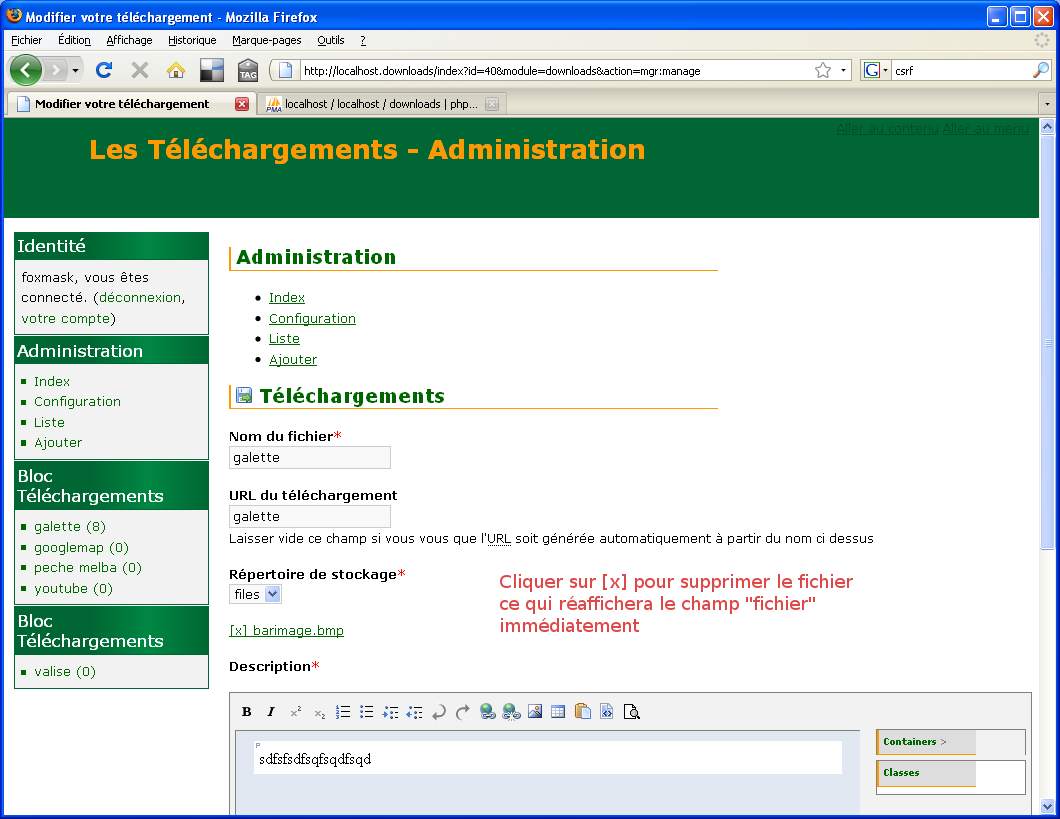 Modifier votre téléchargement - Mozilla Firefox
Fichier Édition Affichage Historique Marque-pages Outils ?
TAG http://localhost.downloads/index?id=40&module=downloads&action=mgr:manage G csrf
Modifier votre téléchargement PMA localhost / localhost / downloads | php...
Aller au contenu Aller au menu
Les Téléchargements - Administration
Identité
foxmask, vous êtes
connecté. (déconnexion,
votre compte)
Administration
Index
Configuration
Liste
Ajouter
Bloc
Téléchargements
galette (8)
googlemap (0)
peche melba (0)
youtube (0)
Bloc
Téléchargements
valise (0)
Administration
Index
Configuration
Liste
Ajouter
Téléchargements
Nom du fichier*
galette
URL du téléchargement
galette
Laisser vide ce champ si vous vous que l'URL soit générée automatiquement à partir du nom ci dessus
Répertoire de stockage*
files
Cliquer sur [x] pour supprimer le fichier
ce qui réaffichera le champ "fichier"
immédiatement
[x] barimage.bmp
Description*
B I x² x₂
P
sdfsfsdfsqfsqdfsqd
Containers >
Classes